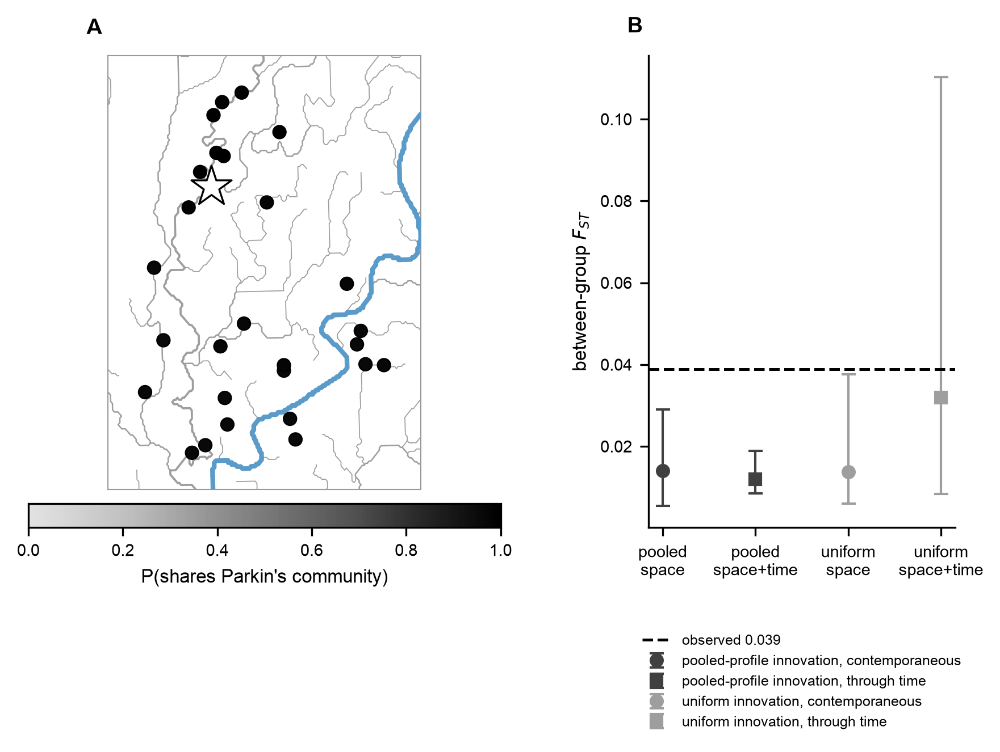 A
B
0.0 0.2 0.4 0.6 0.8 1.0
P(shares Parkin's community)
between-group F_ST
0.10
0.08
0.06
0.04
0.02
pooled space
pooled space+time
uniform space
uniform space+time
observed 0.039
pooled-profile innovation, contemporaneous
pooled-profile innovation, through time
uniform innovation, contemporaneous
uniform innovation, through time